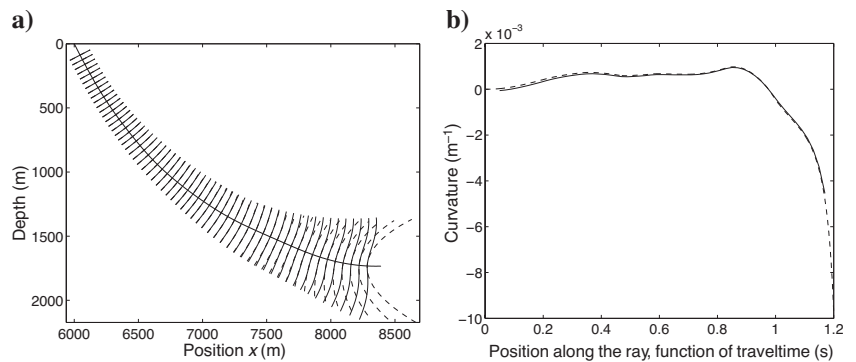 a)
0
500
1000
1500
2000
Depth (m)
6000 6500 7000 7500 8000 8500
Position x (m)
b)
× 10⁻³
2
0
−2
−4
−6
−8
−10
Curvature (m⁻¹)
0 0.2 0.4 0.6 0.8 1.0 1.2
Position along the ray, function of traveltime (s)